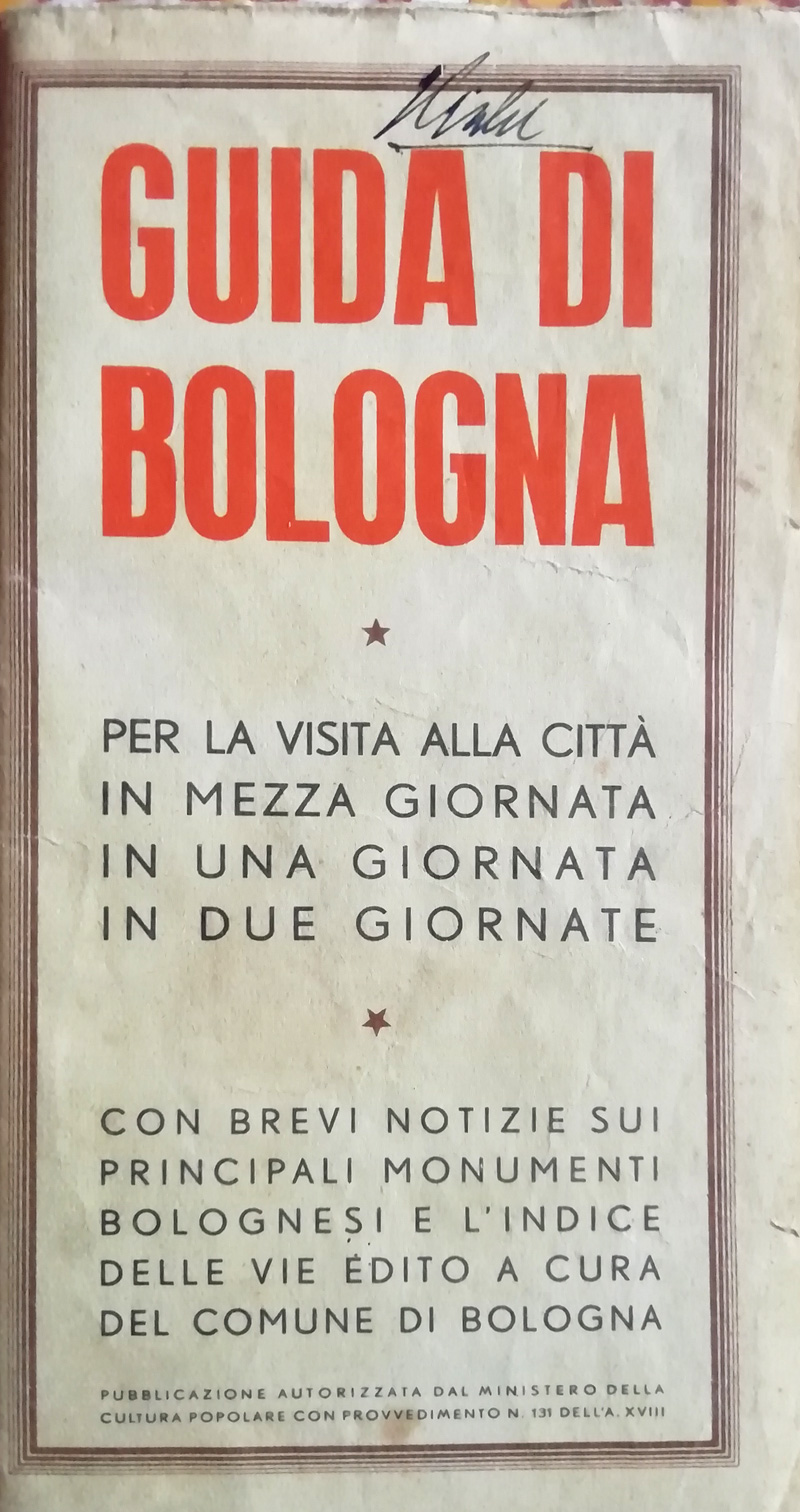 GUIDA DI
BOLOGNA
PER LA VISITA ALLA CITTÀ
IN MEZZA GIORNATA
IN UNA GIORNATA
IN DUE GIORNATE
CON BREVI NOTIZIE SUI
PRINCIPALI MONUMENTI
BOLOGNESI E L'INDICE
DELLE VIE EDITO A CURA
DEL COMUNE DI BOLOGNA
PUBBLICAZIONE AUTORIZZATA DAL MINISTERO DELLA
CULTURA POPOLARE CON PROVVEDIMENTO N. 131 DELL'A. XVIII